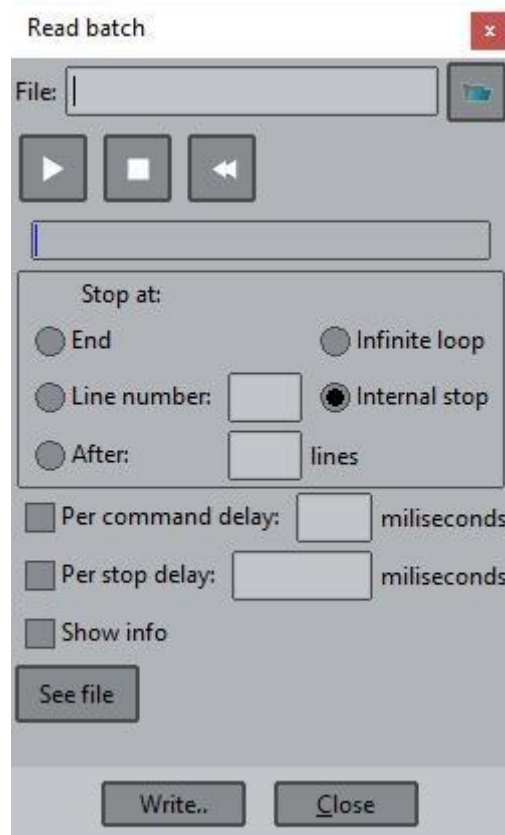 Read batch
x
File:
Stop at:
End Infinite loop
Line number: Internal stop
After: lines
Per command delay: miliseconds
Per stop delay: miliseconds
Show info
See file
Write.. Close